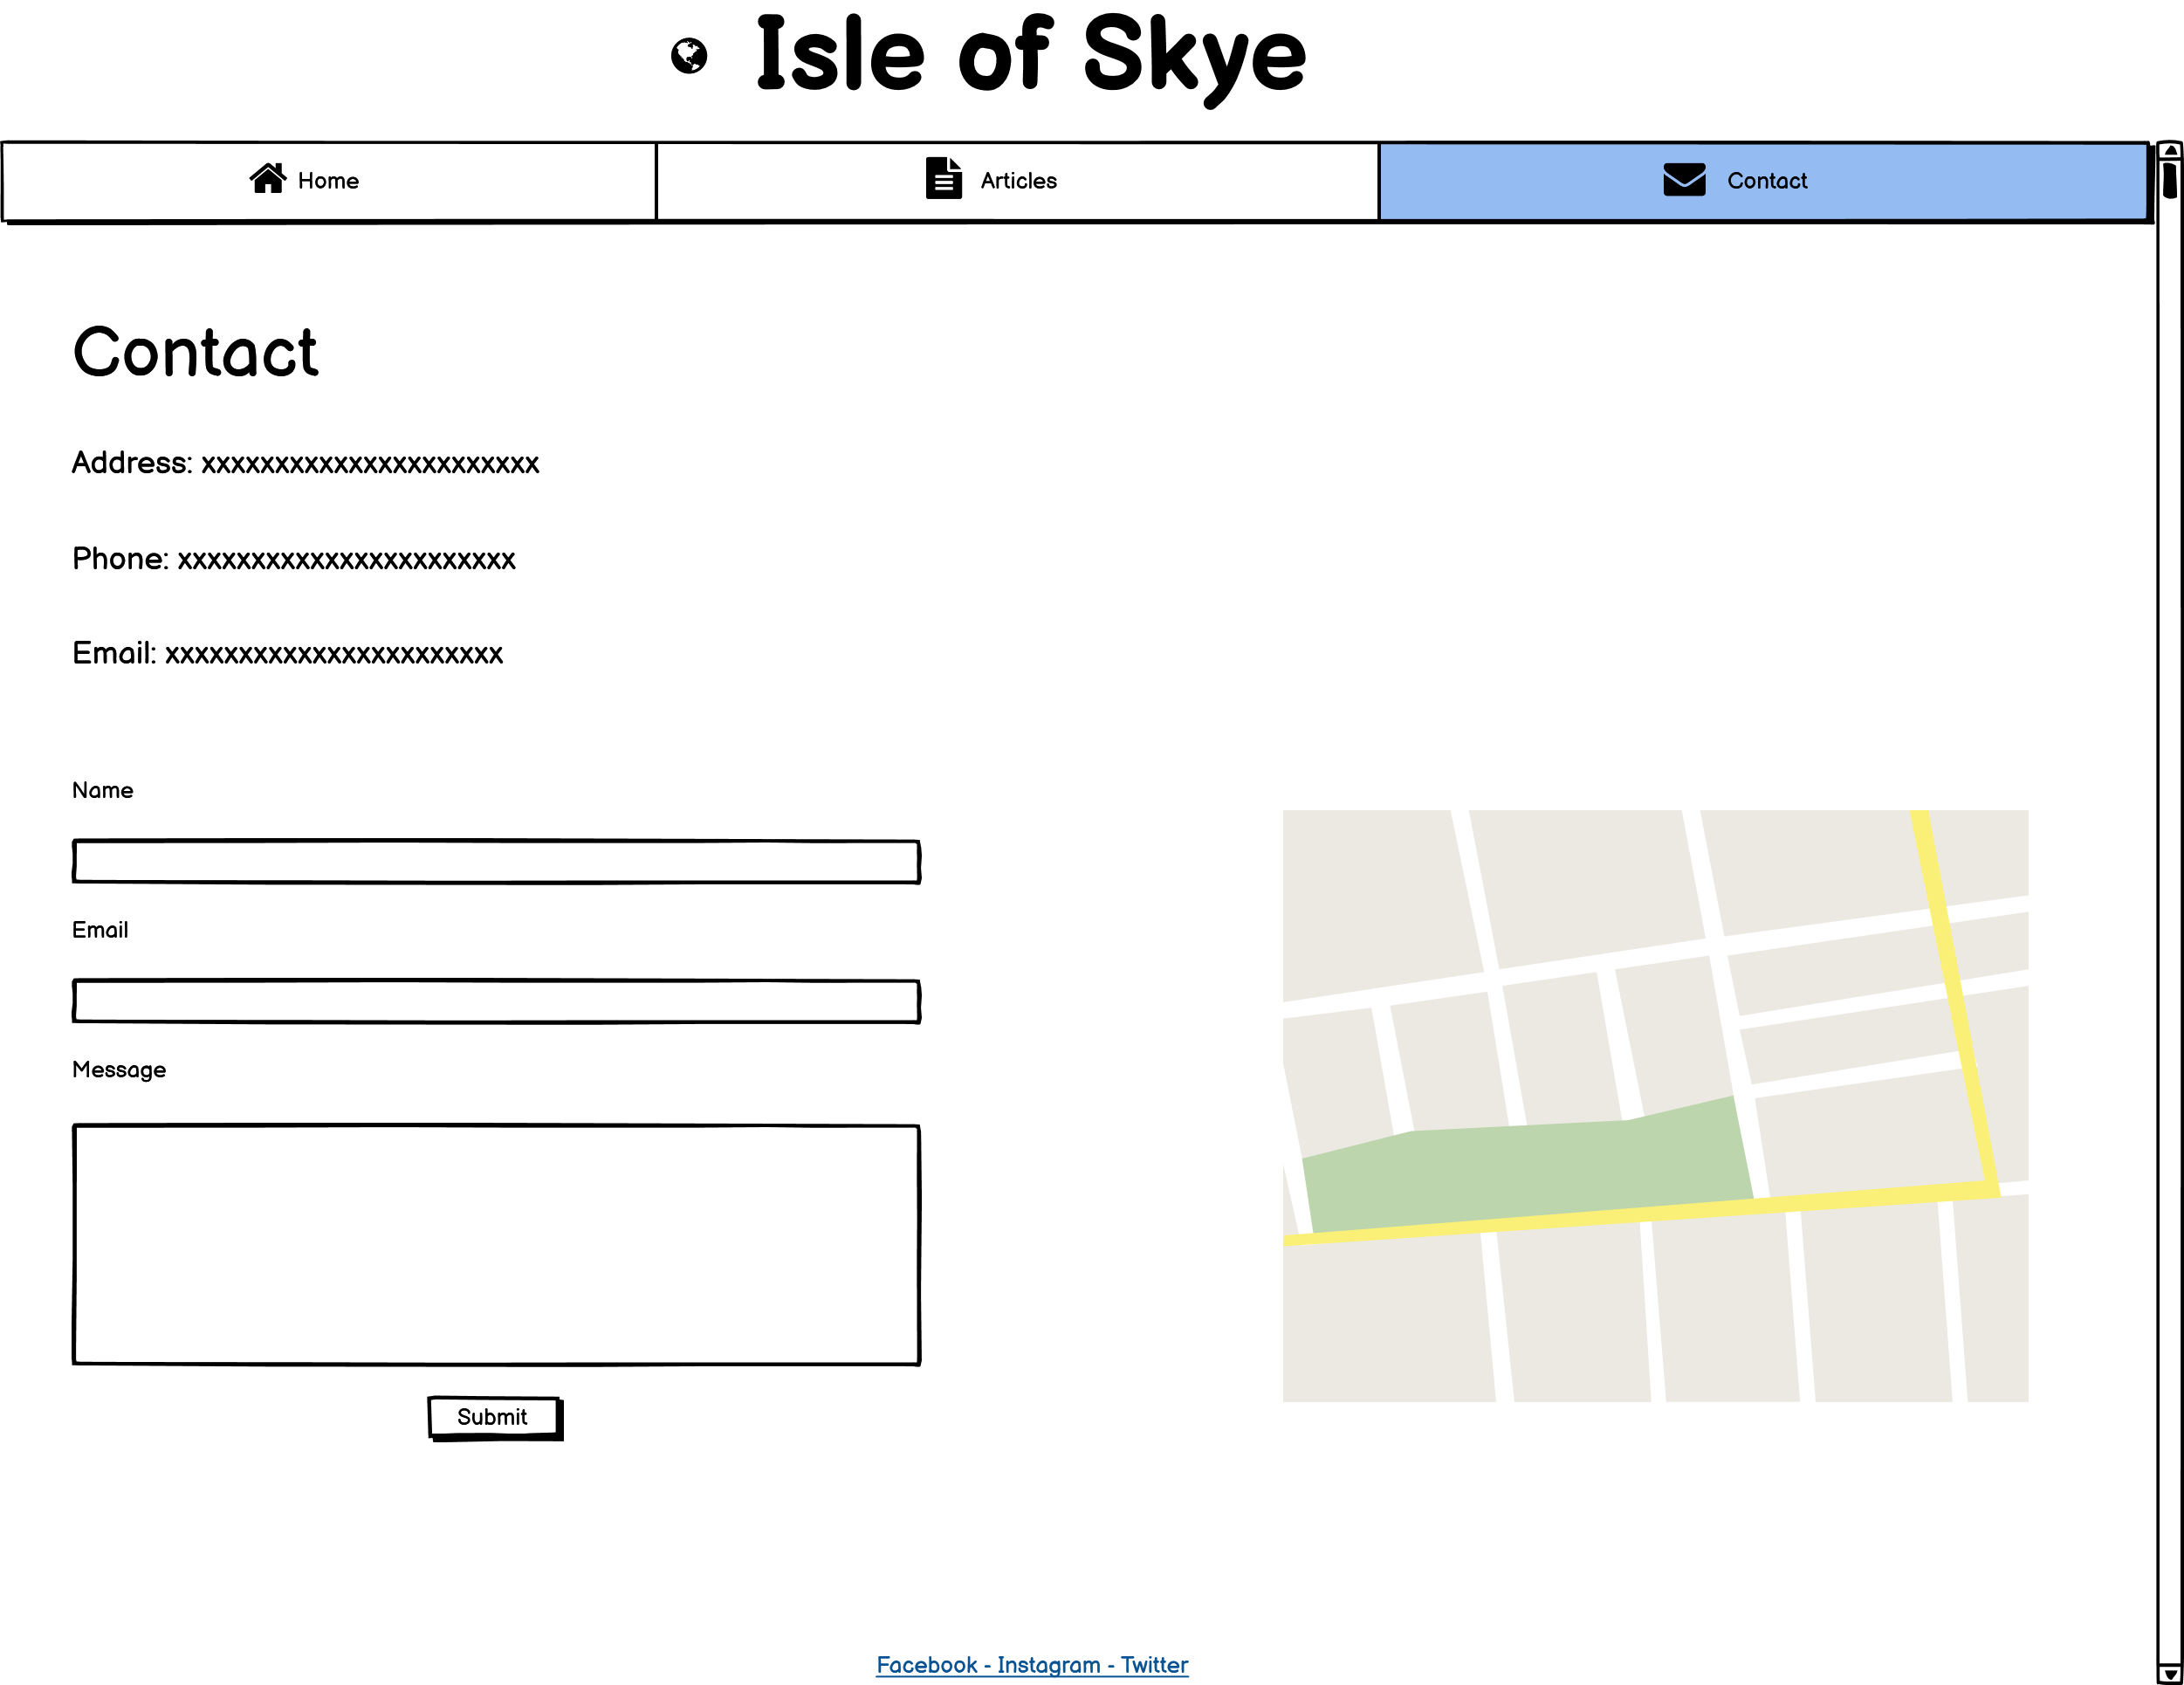 Isle of Skye
Home
Articles
Contact
Contact
Address: xxxxxxxxxxxxxxxxxxxxxxx
Phone: xxxxxxxxxxxxxxxxxxxxxxx
Email: xxxxxxxxxxxxxxxxxxxxxxx
Name
Email
Message
Submit
Facebook - Instagram - Twitter